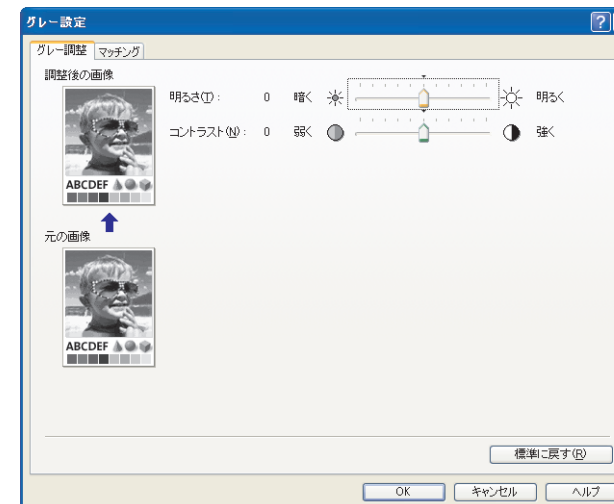 グレー設定
?
グレー調整 マッチング
調整後の画像
明るさ(T): 0 暗く 明るく
コントラスト(N): 0 弱く 強く
ABCDEF
元の画像
ABCDEF
標準に戻す(R)
OK キャンセル ヘルプ